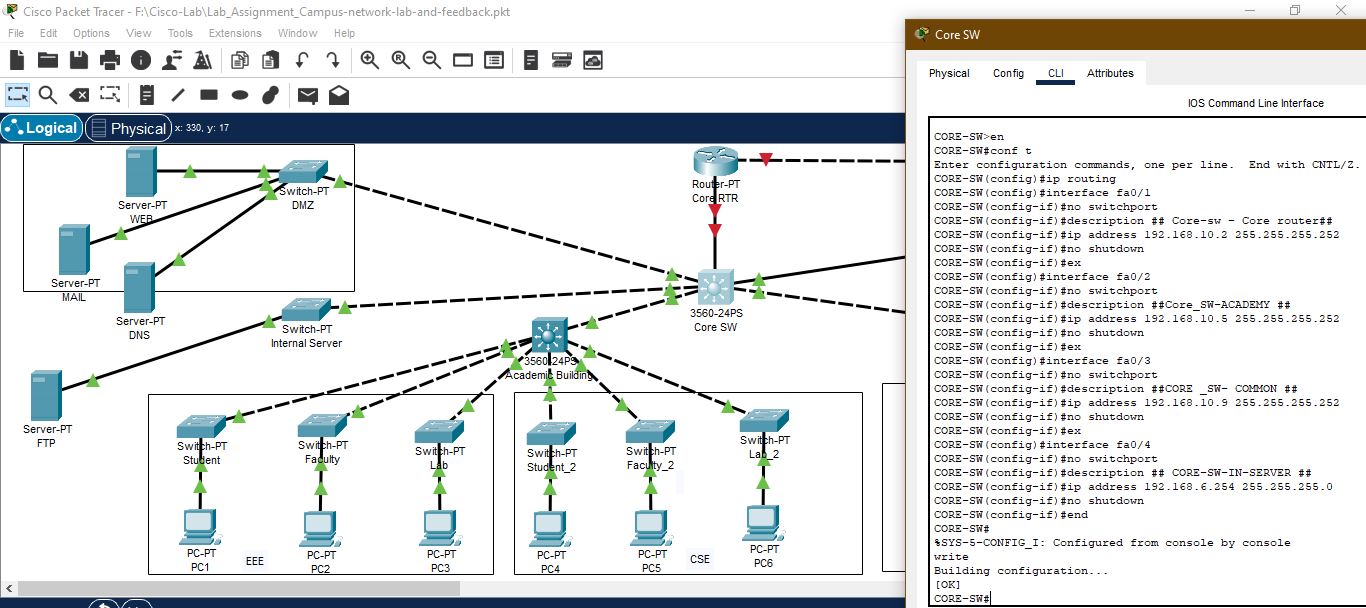 Cisco Packet Tracer - F:\Cisco-Lab\Lab_Assignment_Campus-network-lab-and-feedback.pkt
File Edit Options View Tools Extensions Window Help
Logical Physical x: 330, y: 17
Server-PT
WEB
Switch-PT
DMZ
Server-PT
MAIL
Server-PT
DNS
Switch-PT
Internal Server
Server-PT
FTP
Router-PT
Core RTR
3560-24PS
Core SW
3560-24PS
Academic Building
Switch-PT
Student
Switch-PT
Faculty
Switch-PT
Lab
Switch-PT
Student_2
Switch-PT
Faculty_2
Switch-PT
Lab_2
PC-PT
PC1
EEE
PC-PT
PC2
PC-PT
PC3
PC-PT
PC4
PC-PT
PC5
CSE
PC-PT
PC6
Core SW
Physical Config CLI Attributes
IOS Command Line Interface
CORE-SW>en
CORE-SW#conf t
Enter configuration commands, one per line. End with CNTL/Z.
CORE-SW(config)#ip routing
CORE-SW(config)#interface fa0/1
CORE-SW(config-if)#no switchport
CORE-SW(config-if)#description ## Core-sw - Core router##
CORE-SW(config-if)#ip address 192.168.10.2 255.255.255.252
CORE-SW(config-if)#no shutdown
CORE-SW(config-if)#ex
CORE-SW(config)#interface fa0/2
CORE-SW(config-if)#no switchport
CORE-SW(config-if)#description ##Core_SW-ACADEMY ##
CORE-SW(config-if)#ip address 192.168.10.5 255.255.255.252
CORE-SW(config-if)#no shutdown
CORE-SW(config-if)#ex
CORE-SW(config)#interface fa0/3
CORE-SW(config-if)#no switchport
CORE-SW(config-if)#description ##CORE _SW- COMMON ##
CORE-SW(config-if)#ip address 192.168.10.9 255.255.255.252
CORE-SW(config-if)#no shutdown
CORE-SW(config-if)#ex
CORE-SW(config)#interface fa0/4
CORE-SW(config-if)#no switchport
CORE-SW(config-if)#description ## CORE-SW-IN-SERVER ##
CORE-SW(config-if)#ip address 192.168.6.254 255.255.255.0
CORE-SW(config-if)#no shutdown
CORE-SW(config-if)#end
CORE-SW#
%SYS-5-CONFIG_I: Configured from console by console
write
Building configuration...
[OK]
CORE-SW#